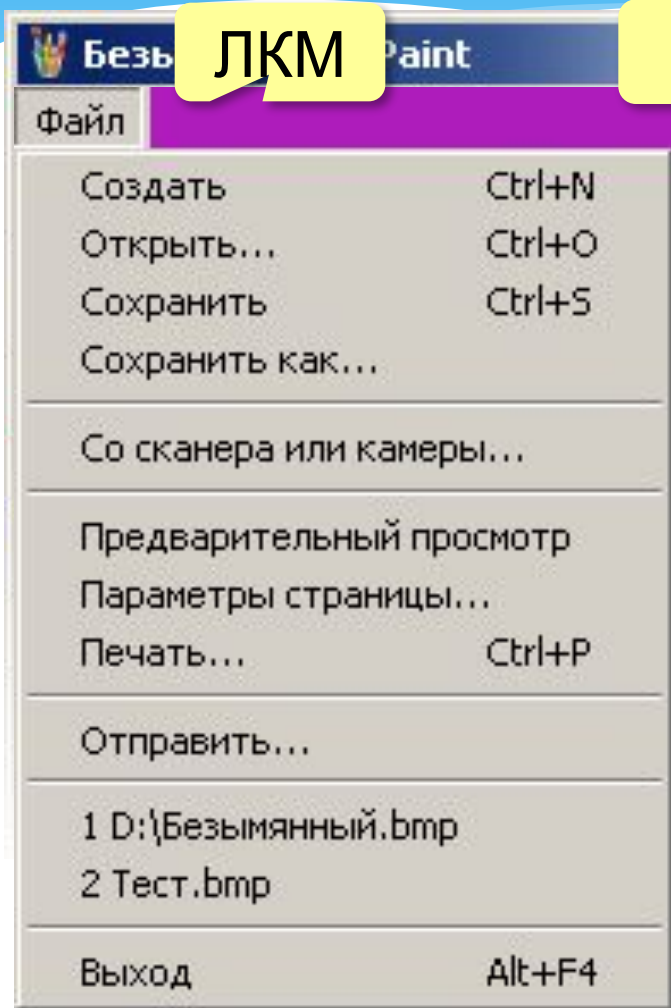 Безы Paint
ЛКМ
Файл
Создать Ctrl+N
Открыть... Ctrl+O
Сохранить Ctrl+S
Сохранить как...
Со сканера или камеры...
Предварительный просмотр
Параметры страницы...
Печать... Ctrl+P
Отправить...
1 D:\Безымянный.bmp
2 Тест.bmp
Выход Alt+F4